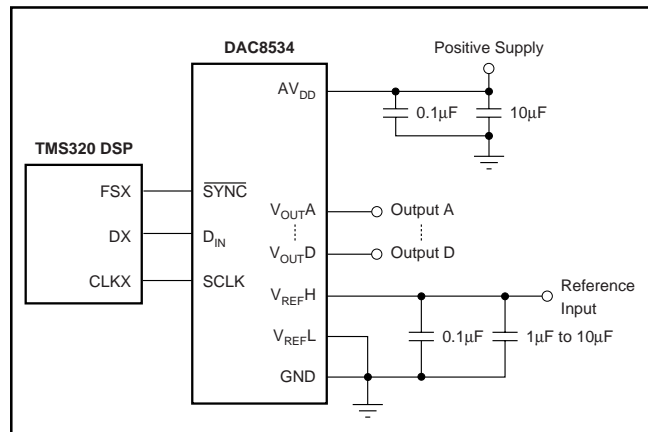 DAC8534
Positive Supply
AVDD
0.1µF
10µF
TMS320 DSP
FSX
SYNC
DX
DIN
CLKX
SCLK
VOUTA
Output A
VOUTD
Output D
VREFH
Reference
Input
VREFL
0.1µF
1µF to 10µF
GND